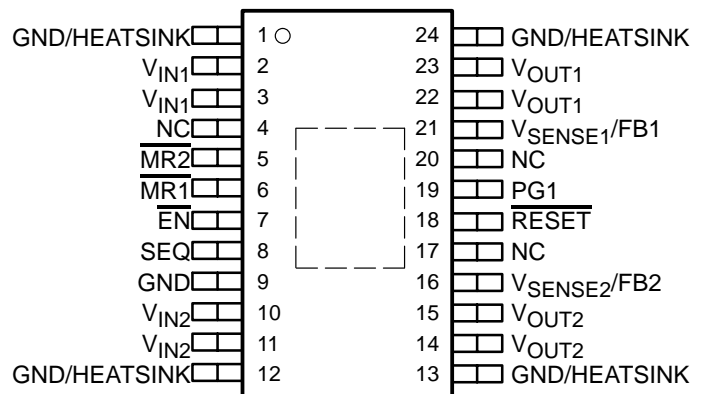 GND/HEATSINK 1 24 GND/HEATSINK
VIN1 2 23 VOUT1
VIN1 3 22 VOUT1
NC 4 21 VSENSE1/FB1
MR2 5 20 NC
MR1 6 19 PG1
EN 7 18 RESET
SEQ 8 17 NC
GND 9 16 VSENSE2/FB2
VIN2 10 15 VOUT2
VIN2 11 14 VOUT2
GND/HEATSINK 12 13 GND/HEATSINK